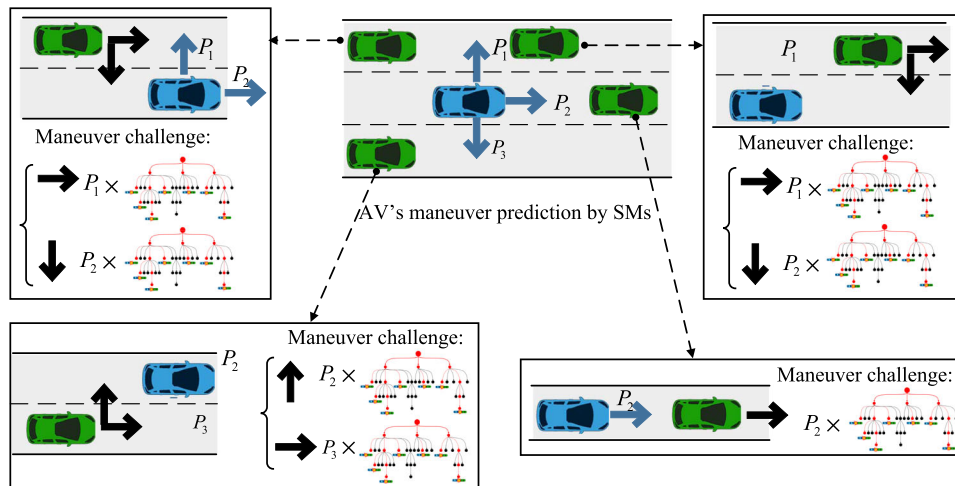 P₁
P₂
Maneuver challenge:
P₁ ×
P₂ ×
P₁
P₂
P₃
AV's maneuver prediction by SMs
P₁
Maneuver challenge:
P₁ ×
P₂ ×
P₂
P₃
Maneuver challenge:
P₂ ×
P₃ ×
P₂
Maneuver challenge:
P₂ ×